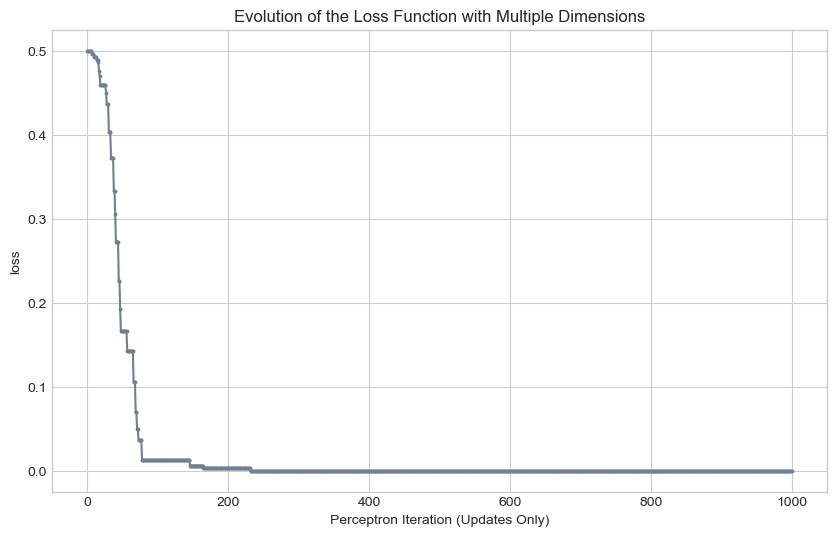 Evolution of the Loss Function with Multiple Dimensions
0.5
0.4
0.3
0.2
0.1
0.0
loss
0 200 400 600 800 1000
Perceptron Iteration (Updates Only)